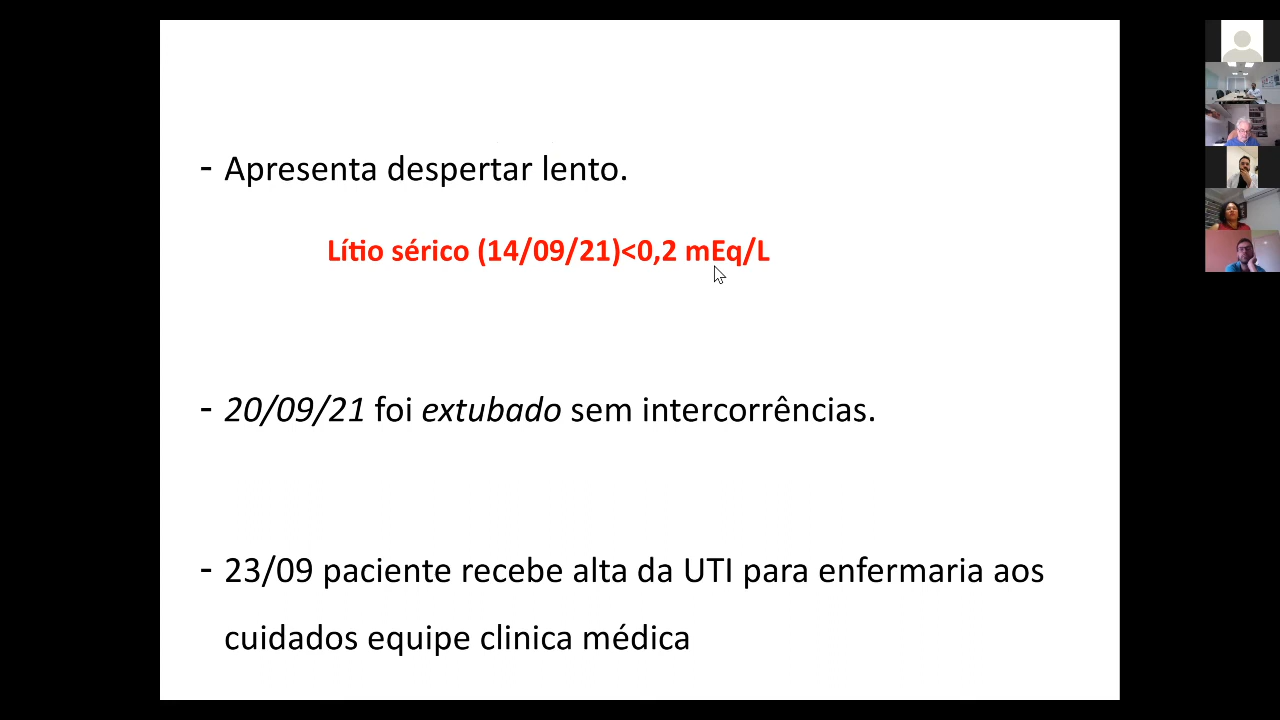 - Apresenta despertar lento.
Lítio sérico (14/09/21)<0,2 mEq/L
- 20/09/21 foi extubado sem intercorrências.
- 23/09 paciente recebe alta da UTI para enfermaria aos
cuidados equipe clinica médica